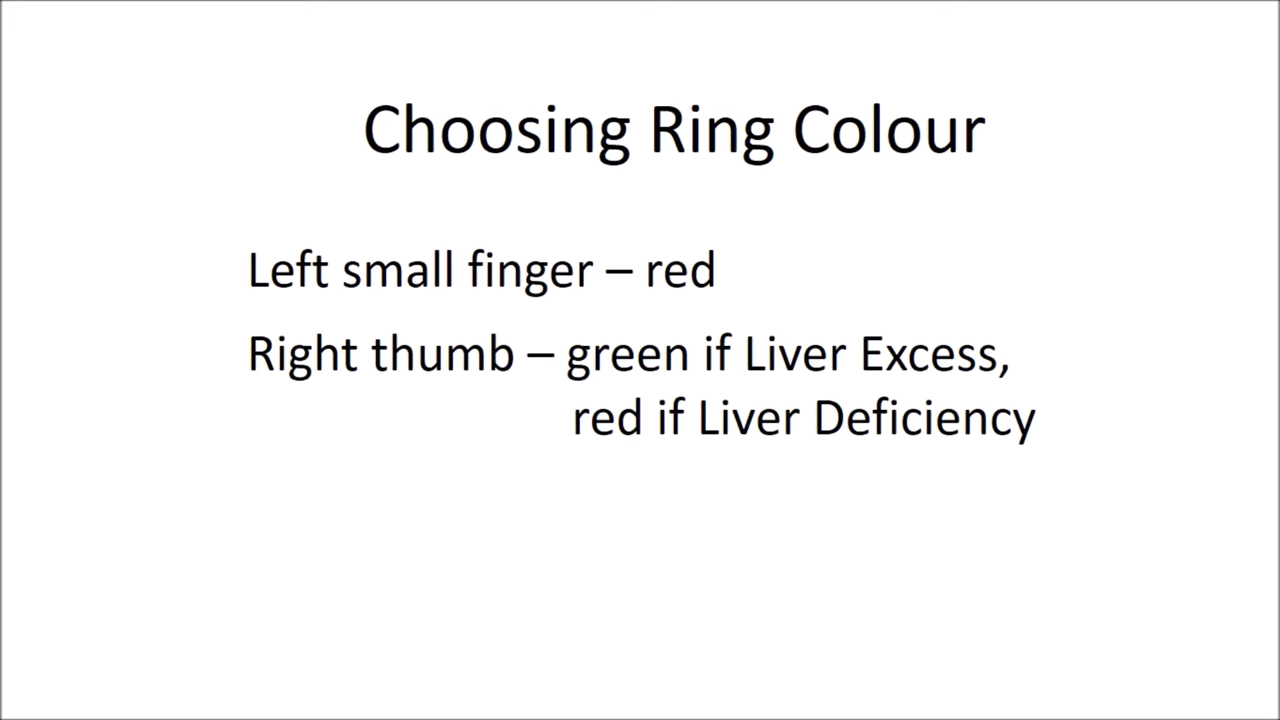 Choosing Ring Colour
Left small finger – red
Right thumb – green if Liver Excess,
red if Liver Deficiency